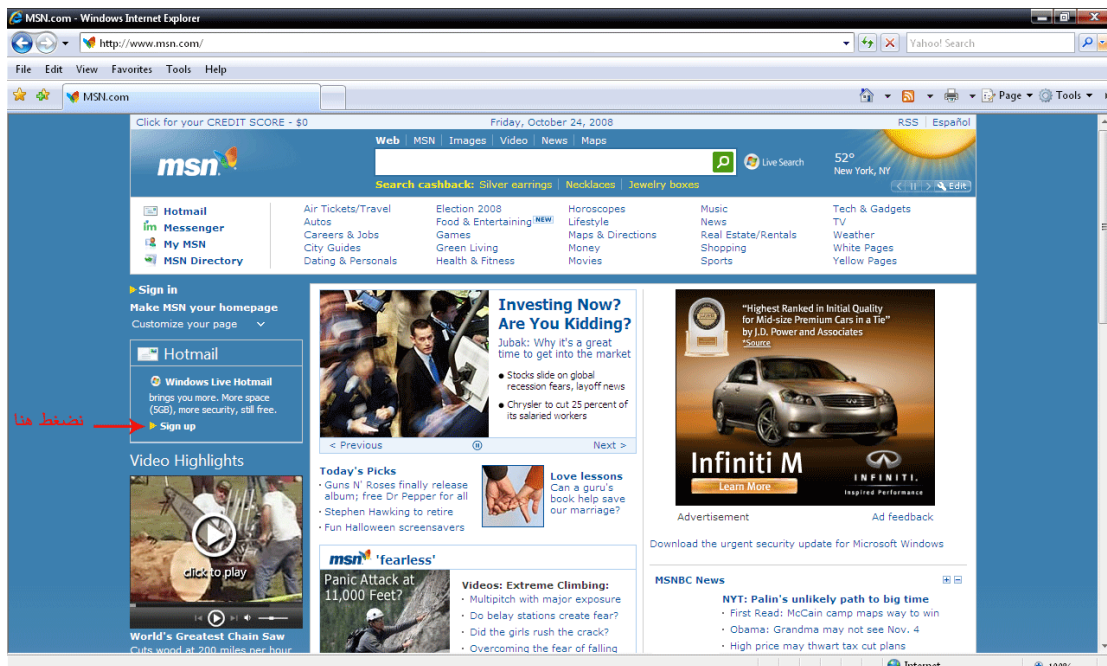 MSN.com - Windows Internet Explorer
http://www.msn.com/
Yahoo! Search
File Edit View Favorites Tools Help
MSN.com
Page Tools
Click for your CREDIT SCORE - $0
Friday, October 24, 2008
RSS Español
Web MSN Images Video News Maps
msn
Live Search
52°
New York, NY
Edit
Search cashback: Silver earrings Necklaces Jewelry boxes
Hotmail
Messenger
My MSN
MSN Directory
Air Tickets/Travel
Autos
Careers & Jobs
City Guides
Dating & Personals
Election 2008
Food & Entertaining NEW
Games
Green Living
Health & Fitness
Horoscopes
Lifestyle
Maps & Directions
Money
Movies
Music
News
Real Estate/Rentals
Shopping
Sports
Tech & Gadgets
TV
Weather
White Pages
Yellow Pages
Sign in
Make MSN your homepage
Customize your page
Hotmail
Windows Live Hotmail
brings you more. More space
(5GB), more security, still free.
Sign up
نضغط هنا
Video Highlights
click to play
World's Greatest Chain Saw
Cuts wood at 200 miles per hour
Investing Now?
Are You Kidding?
Jubak: Why it's a great
time to get into the market
• Stocks slide on global
recession fears, layoff news
• Chrysler to cut 25 percent of
its salaried workers
< Previous
Next >
Today's Picks
· Guns N' Roses finally release
album; free Dr Pepper for all
· Stephen Hawking to retire
· Fun Halloween screensavers
Love lessons
Can a guru's
book help save
our marriage?
msn 'fearless'
Panic Attack at
11,000 Feet?
Videos: Extreme Climbing:
· Multipitch with major exposure
· Do belay stations create fear?
· Did the girls rush the crack?
· Overcoming the fear of falling
"Highest Ranked in Initial Quality
for Mid-size Premium Cars in a Tie"
by J.D. Power and Associates
*Source
Infiniti M
Learn More
INFINITI.
Inspired Performance
Advertisement
Ad feedback
Download the urgent security update for Microsoft Windows
MSNBC News
NYT: Palin's unlikely path to big time
· First Read: McCain camp maps way to win
· Obama: Grandma may not see Nov. 4
· High price may thwart tax cut plans
Internet
100%